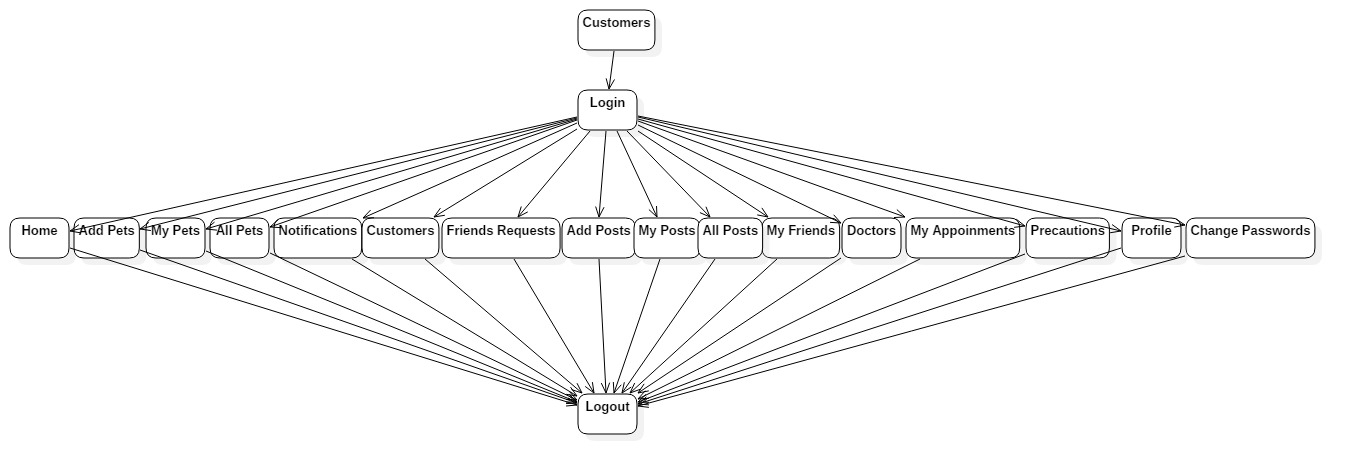 Customers
Login
Home
Add Pets
My Pets
All Pets
Notifications
Customers
Friends Requests
Add Posts
My Posts
All Posts
My Friends
Doctors
My Appoinments
Precautions
Profile
Change Passwords
Logout